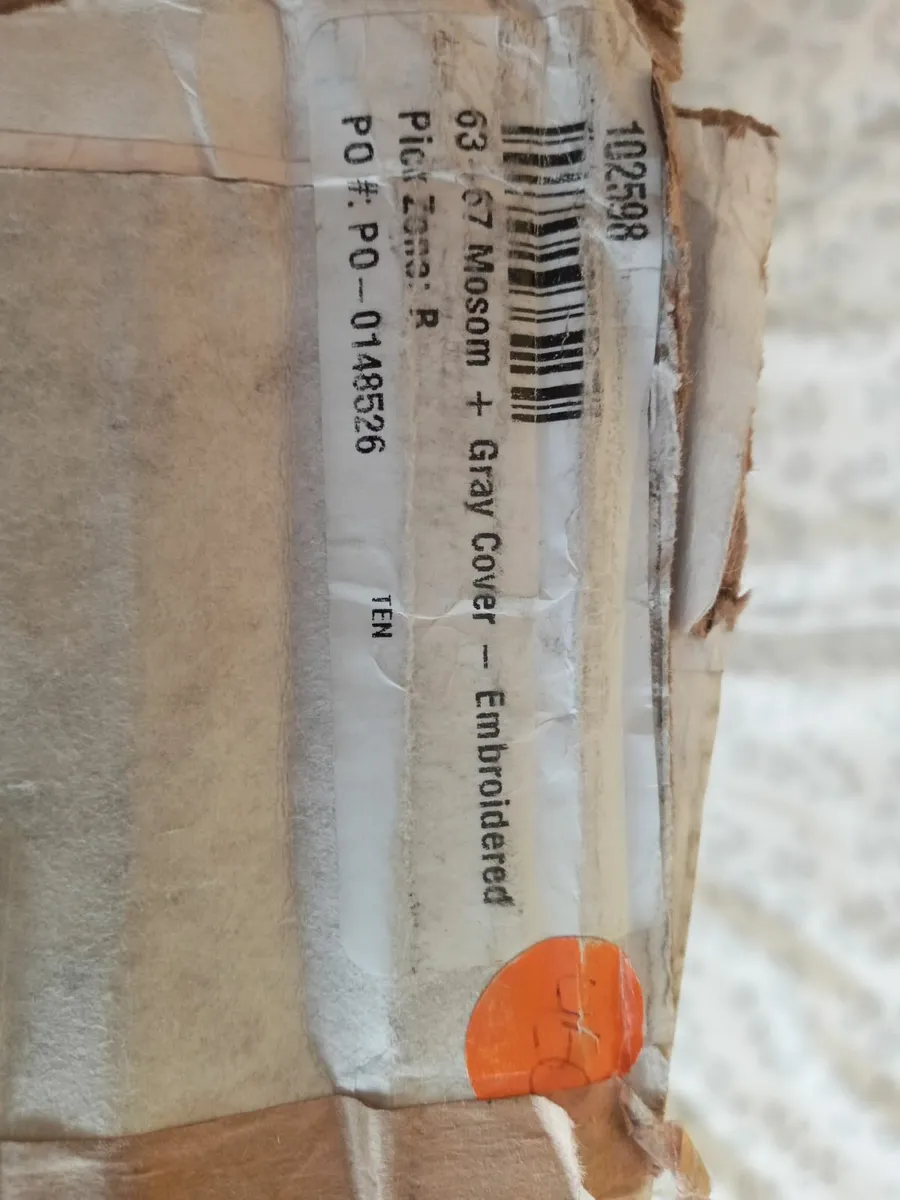 102598
63-67 Mosom + Gray Cover – Embroidered
Pick Zone: R
PO #: PO-0148526
TEN